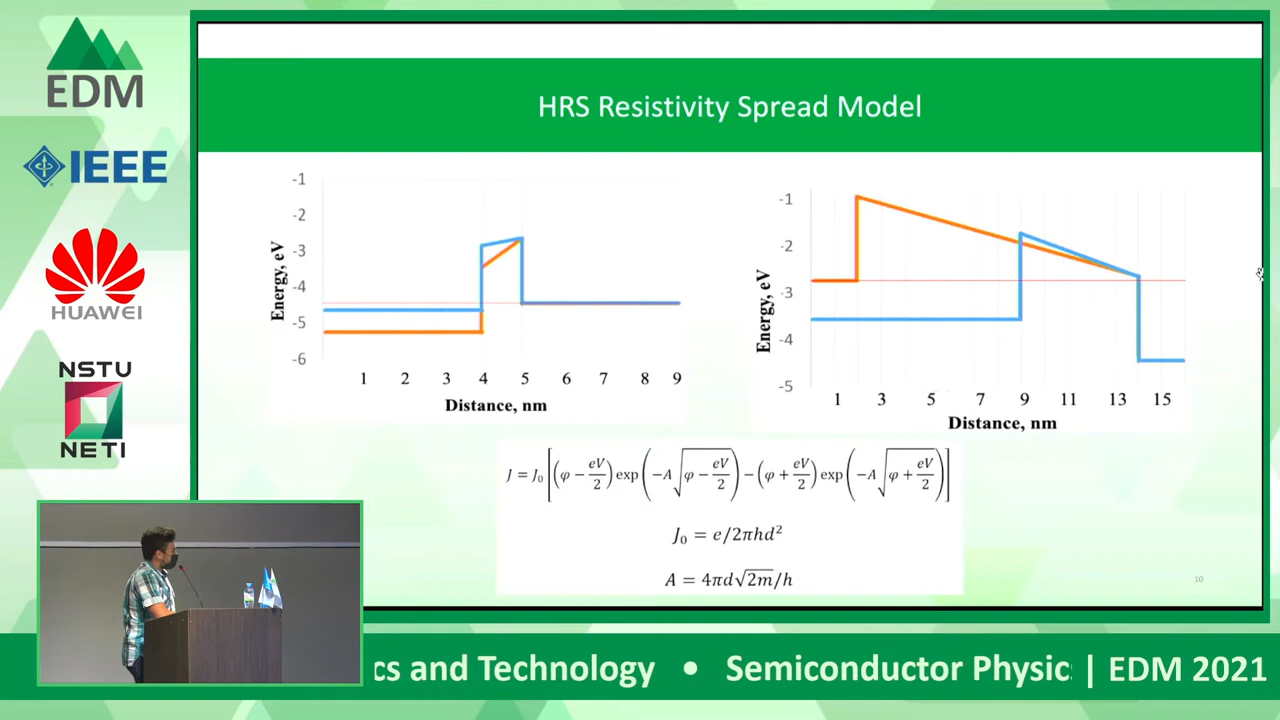 EDM
IEEE
HUAWEI
NSTU
NETI
HRS Resistivity Spread Model
-1
-2
-3
-4
-5
-6
Energy, eV
1 2 3 4 5 6 7 8 9
Distance, nm
-1
-2
-3
-4
-5
Energy, eV
1 3 5 7 9 11 13 15
Distance, nm
J = J₀[(φ − eV/2) exp(−A√(φ − eV/2)) − (φ + eV/2) exp(−A√(φ + eV/2))]
J₀ = e/2πhd²
A = 4πd√2m/h
10
cs and Technology • Semiconductor Physic | EDM 2021